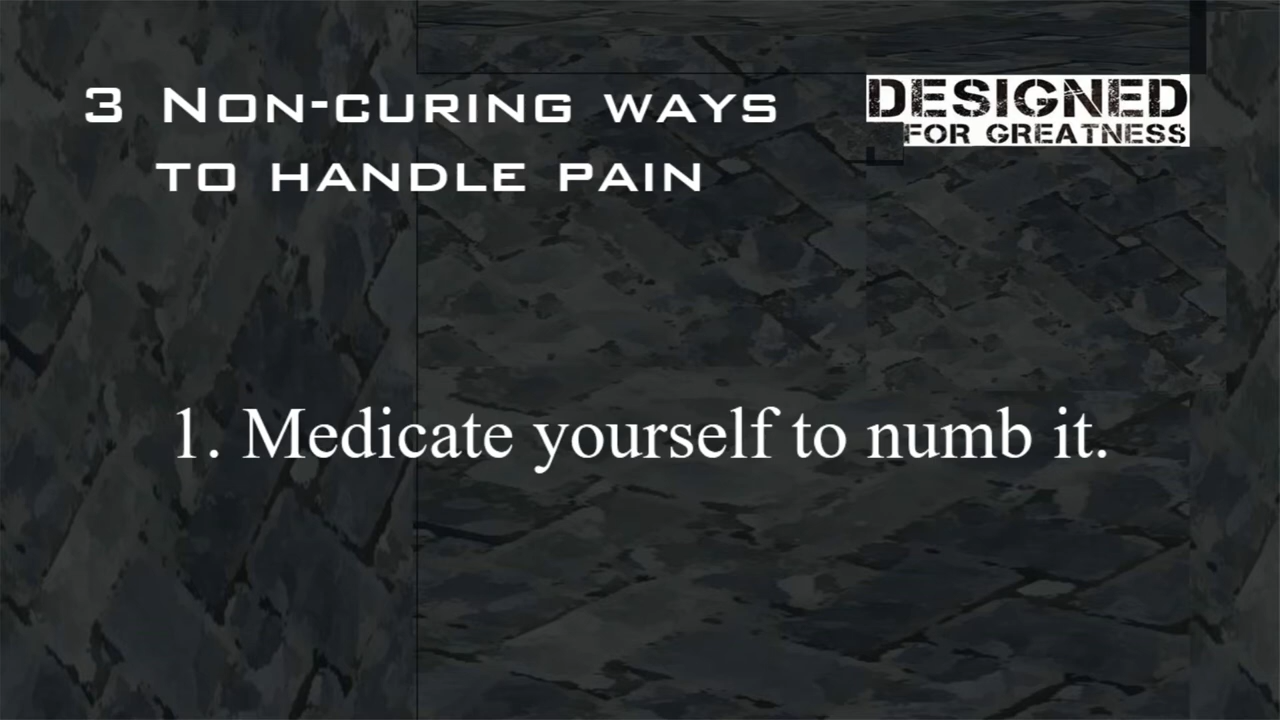 3 Non-curing ways
to handle pain
DESIGNED
FOR GREATNESS
1. Medicate yourself to numb it.